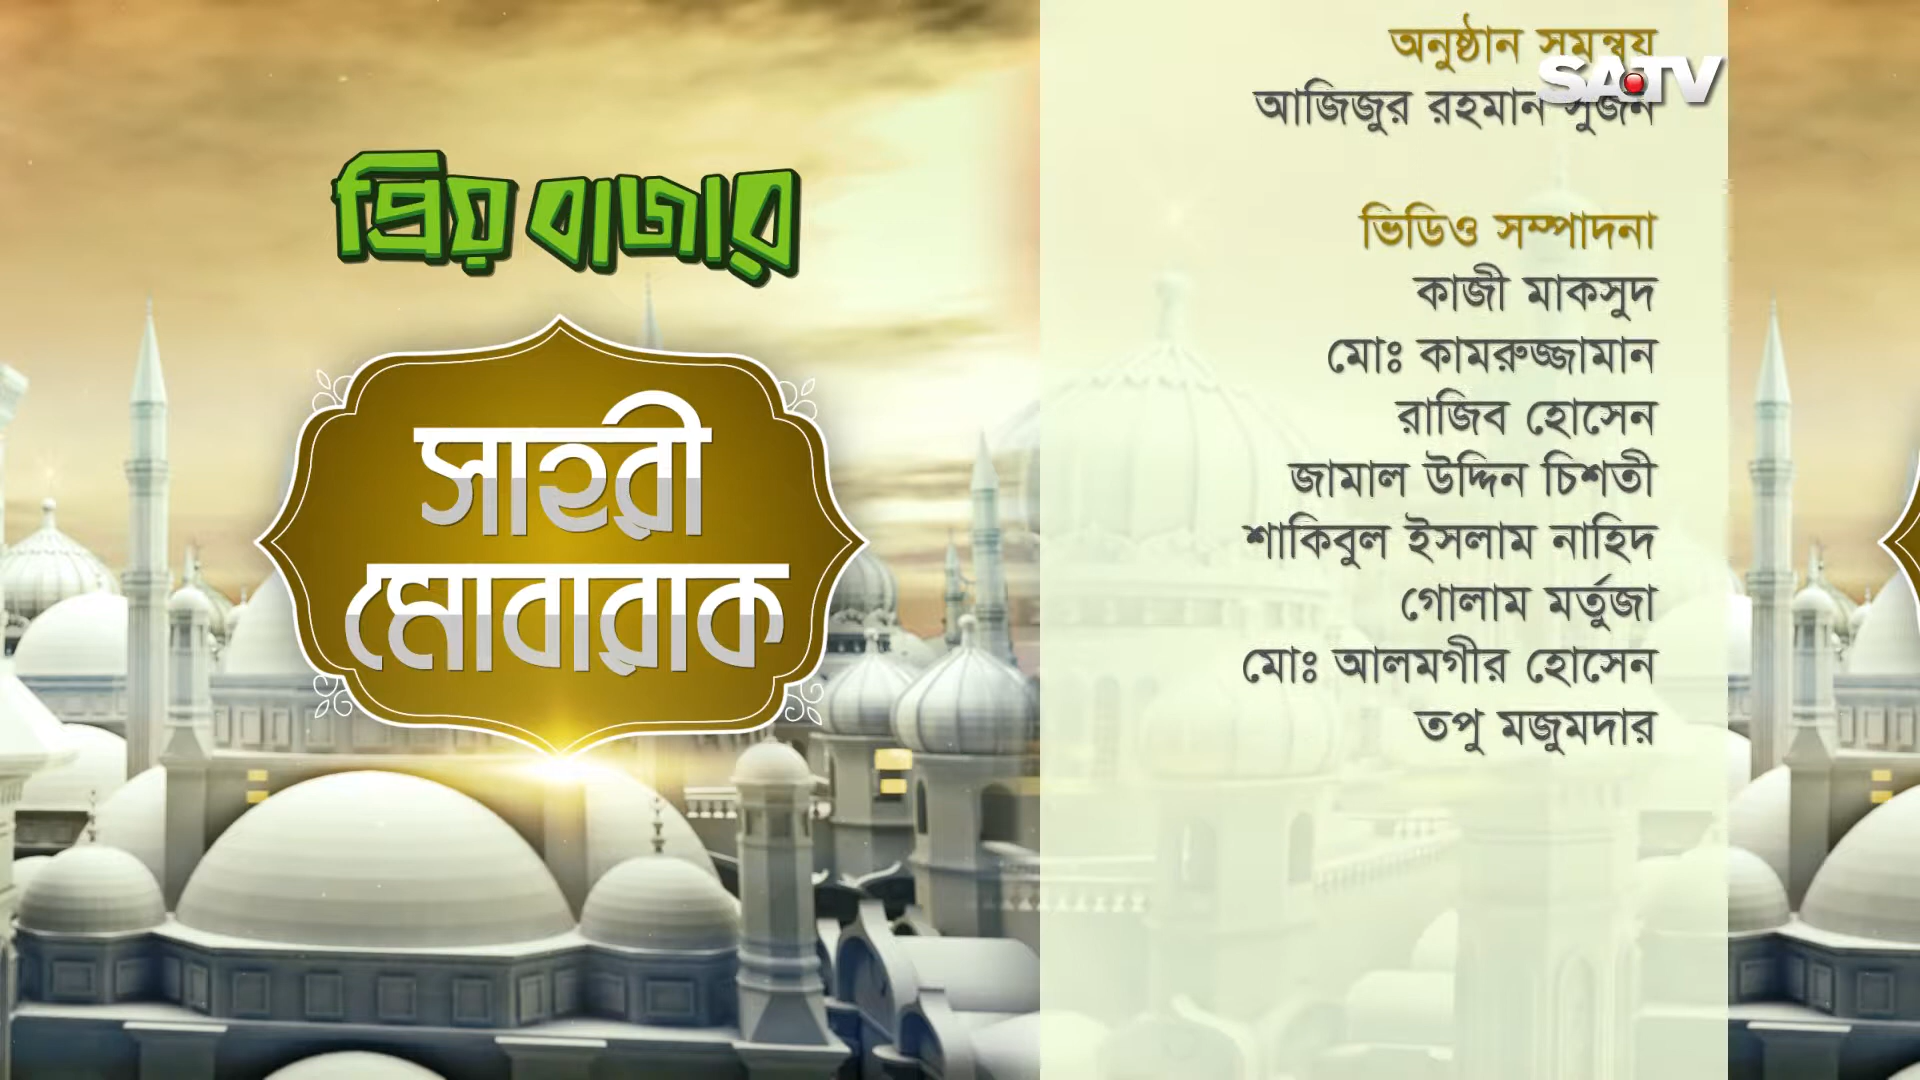 প্রিয় বাজার
সাহরী
মোবারাক
অনুষ্ঠান সমন্বয়
আজিজুর রহমান সুজন
SATV
ভিডিও সম্পাদনা
কাজী মাকসুদ
মোঃ কামরুজ্জামান
রাজিব হোসেন
জামাল উদ্দিন চিশতী
শাকিবুল ইসলাম নাহিদ
গোলাম মর্তুজা
মোঃ আলমগীর হোসেন
তপু মজুমদার